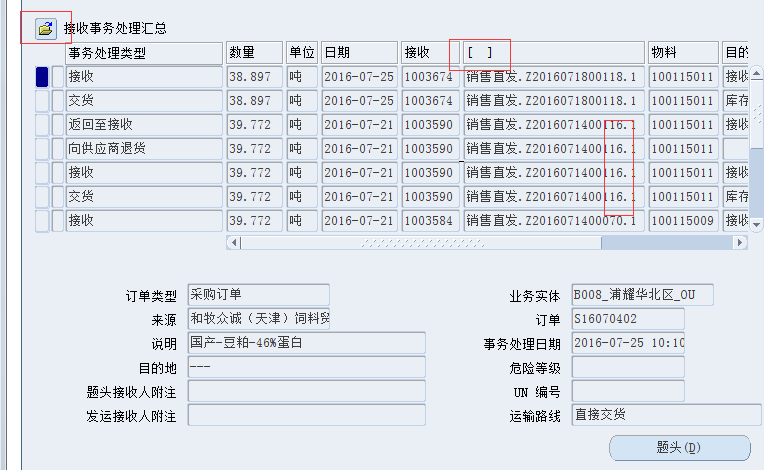 接收事务处理汇总
事务处理类型 数量 单位 日期 接收 [ ] 物料 目的
接收 38.897 吨 2016-07-25 1003674 销售直发.Z2016071800118.1 100115011 接收
交货 38.897 吨 2016-07-25 1003674 销售直发.Z2016071800118.1 100115011 库存
返回至接收 39.772 吨 2016-07-21 1003590 销售直发.Z2016071400116.1 100115011 接收
向供应商退货 39.772 吨 2016-07-21 1003590 销售直发.Z2016071400116.1 100115011
接收 39.772 吨 2016-07-21 1003590 销售直发.Z2016071400116.1 100115011 接收
交货 39.772 吨 2016-07-21 1003590 销售直发.Z2016071400116.1 100115011 库存
接收 39.772 吨 2016-07-21 1003584 销售直发.Z2016071400070.1 100115009 接收
订单类型 采购订单 业务实体 B008_浦耀华北区_OU
来源 和牧众诚（天津）饲料贸 订单 S16070402
说明 国产-豆粕-46%蛋白 事务处理日期 2016-07-25 10:10
目的地 --- 危险等级
题头接收人附注 UN 编号
发运接收人附注 运输路线 直接交货
题头(D)